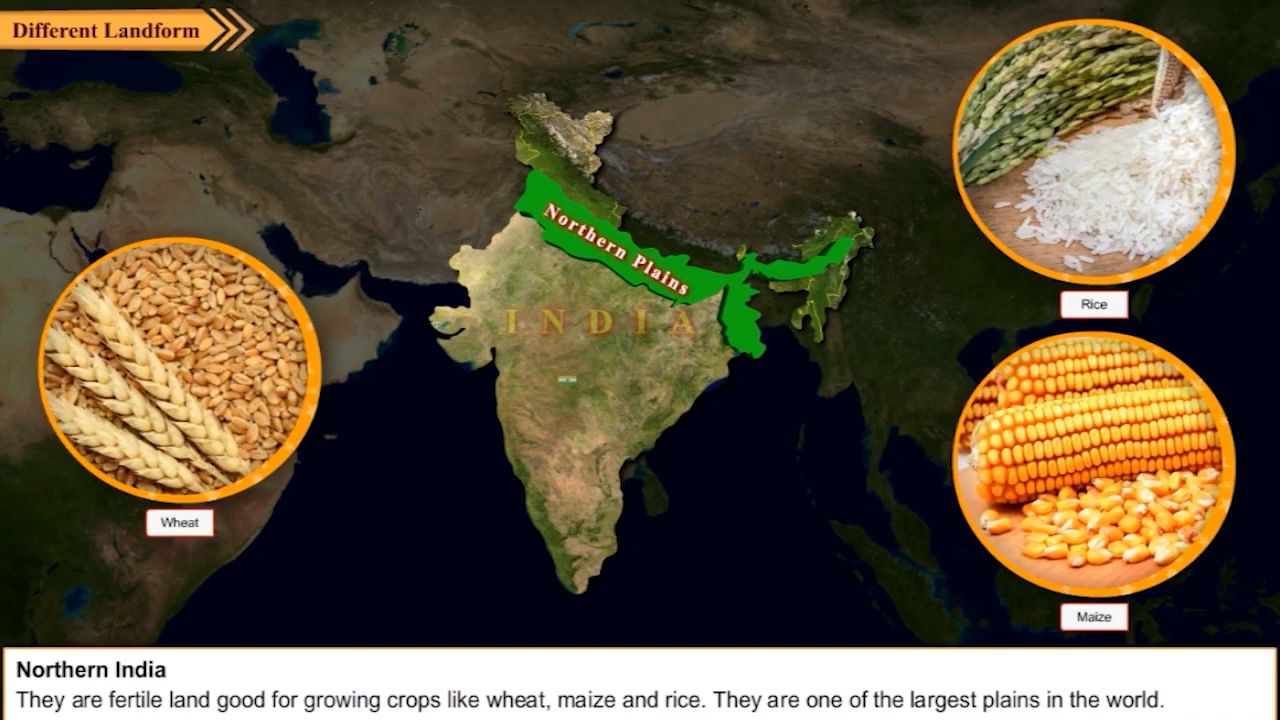 Different Landform
Northern Plains
INDIA
Rice
Wheat
Maize
Northern India
They are fertile land good for growing crops like wheat, maize and rice. They are one of the largest plains in the world.